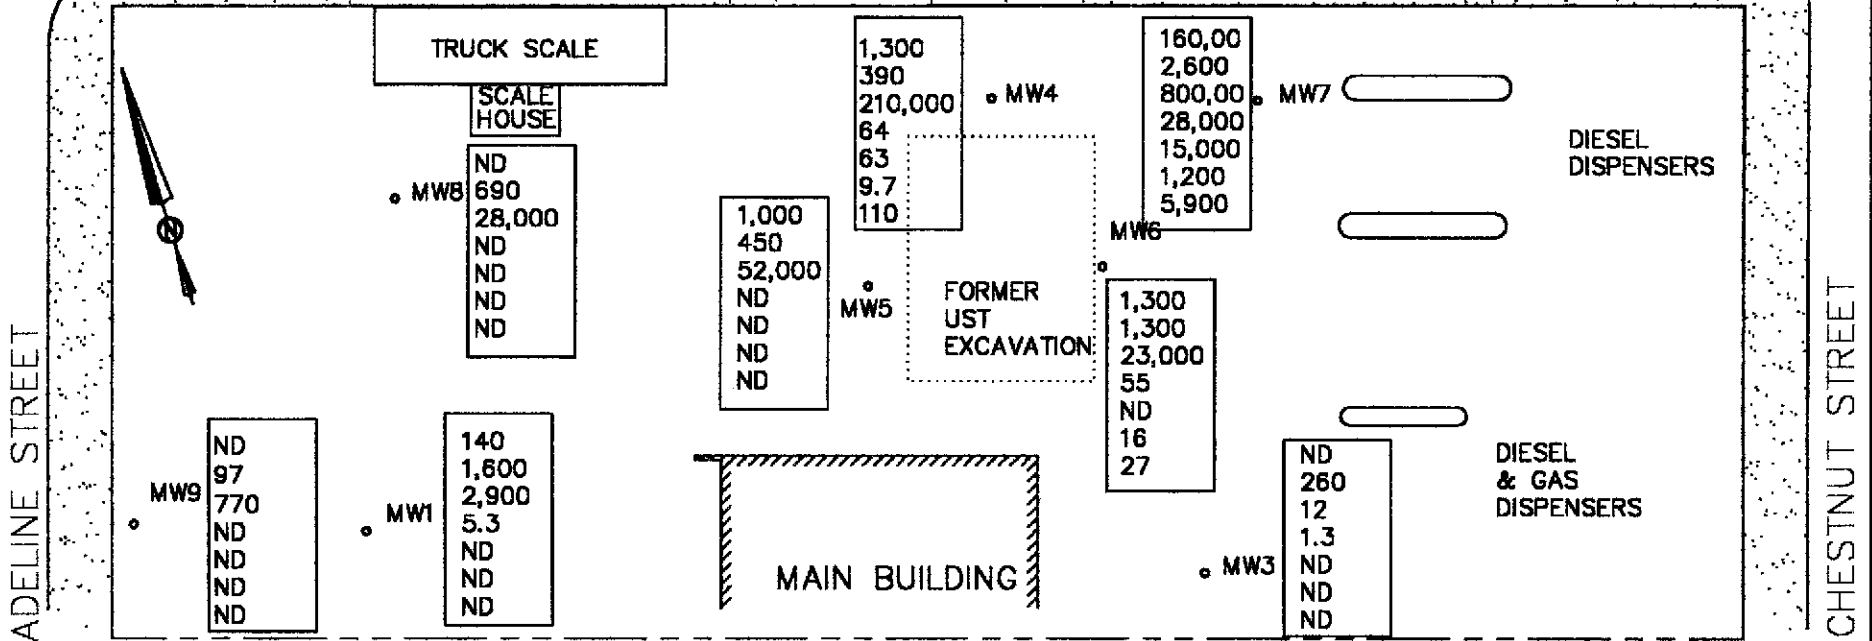 TRUCK SCALE
SCALE
HOUSE
MW8
ND
690
28,000
ND
ND
ND
ND
1,300
390
210,000
64
63
9.7
110
MW4
160,00
2,600
800,00
28,000
15,000
1,200
5,900
MW7
DIESEL
DISPENSERS
N
1,000
450
52,000
ND
ND
ND
ND
MW5
FORMER
UST
EXCAVATION
MW6
1,300
1,300
23,000
55
ND
16
27
ADELINE STREET
CHESTNUT STREET
MW9
ND
97
770
ND
ND
ND
ND
MW1
140
1,600
2,900
5.3
ND
ND
ND
MAIN BUILDING
MW3
ND
260
12
1.3
ND
ND
ND
DIESEL
& GAS
DISPENSERS